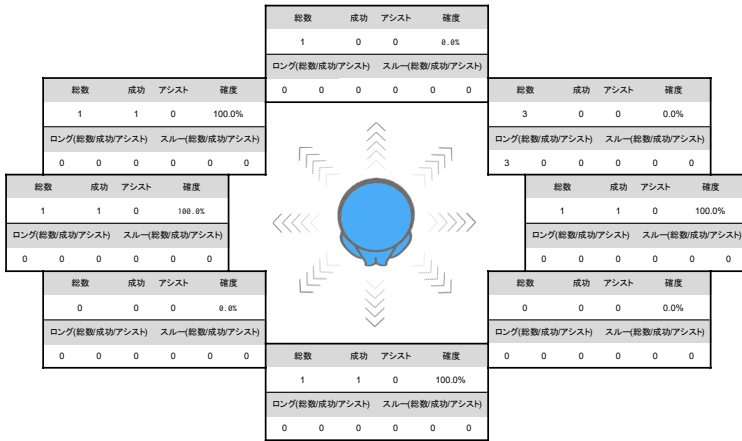 総数 成功 アシスト 確度
1 0 0 0.0%
ロング(総数/成功/アシスト) スルー(総数/成功/アシスト)
0 0 0 0 0 0
総数 成功 アシスト 確度
1 1 0 100.0%
ロング(総数/成功/アシスト) スルー(総数/成功/アシスト)
0 0 0 0 0 0
総数 成功 アシスト 確度
3 0 0 0.0%
ロング(総数/成功/アシスト) スルー(総数/成功/アシスト)
3 0 0 0 0 0
総数 成功 アシスト 確度
1 1 0 100.0%
ロング(総数/成功/アシスト) スルー(総数/成功/アシスト)
0 0 0 0 0 0
総数 成功 アシスト 確度
1 1 0 100.0%
ロング(総数/成功/アシスト) スルー(総数/成功/アシスト)
0 0 0 0 0 0
総数 成功 アシスト 確度
0 0 0 0.0%
ロング(総数/成功/アシスト) スルー(総数/成功/アシスト)
0 0 0 0 0 0
総数 成功 アシスト 確度
0 0 0 0.0%
ロング(総数/成功/アシスト) スルー(総数/成功/アシスト)
0 0 0 0 0 0
総数 成功 アシスト 確度
1 1 0 100.0%
ロング(総数/成功/アシスト) スルー(総数/成功/アシスト)
0 0 0 0 0 0